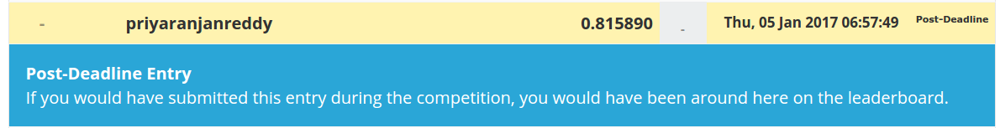 - priyaranjanreddy 0.815890 - Thu, 05 Jan 2017 06:57:49 Post-Deadline
Post-Deadline Entry
If you would have submitted this entry during the competition, you would have been around here on the leaderboard.